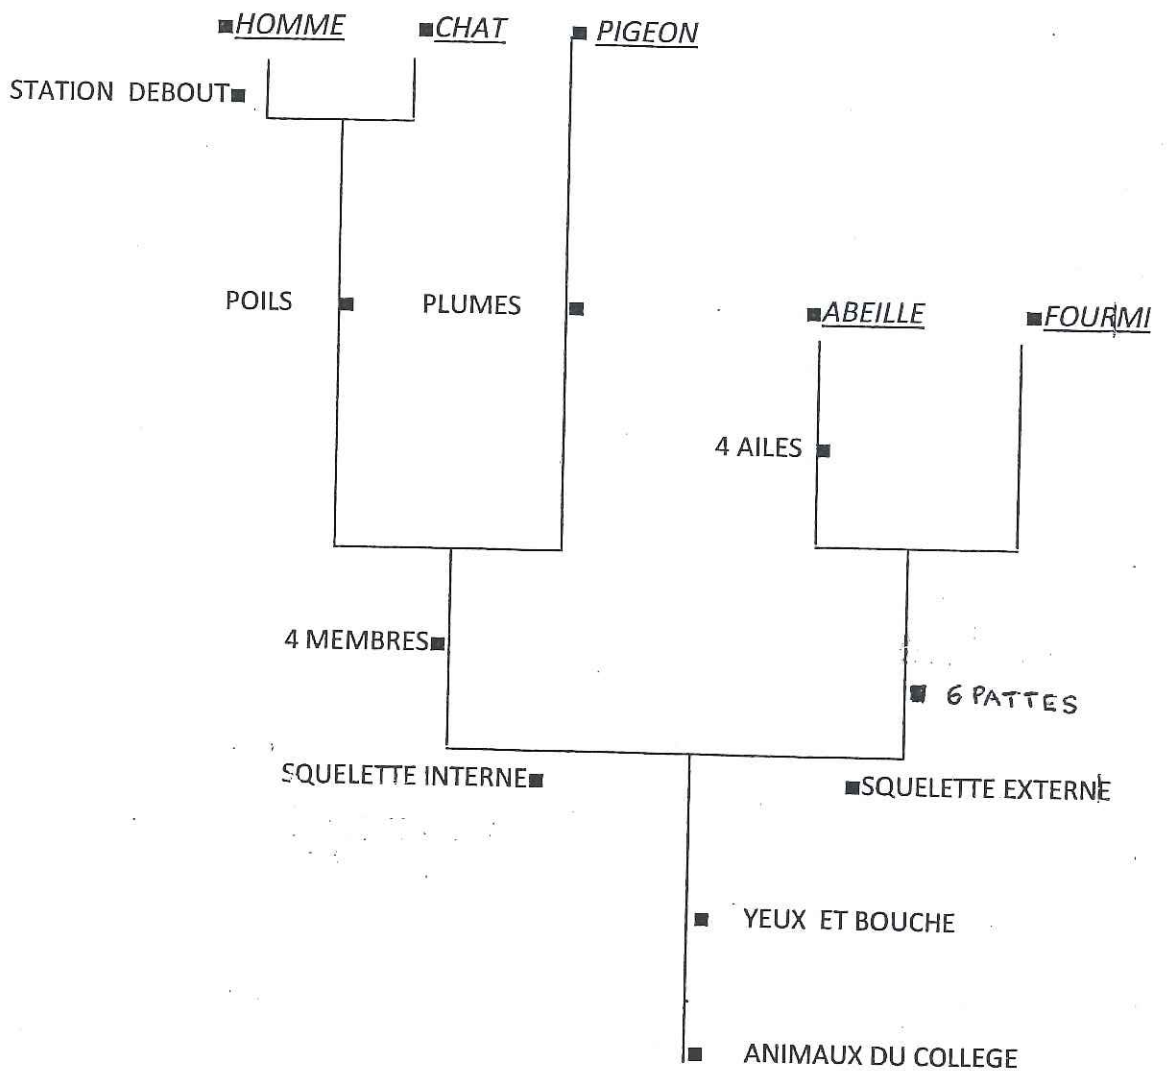 HOMME
CHAT
PIGEON
STATION DEBOUT
POILS
PLUMES
ABEILLE
FOURMI
4 AILES
4 MEMBRES
6 PATTES
SQUELETTE INTERNE
SQUELETTE EXTERNE
YEUX ET BOUCHE
ANIMAUX DU COLLEGE